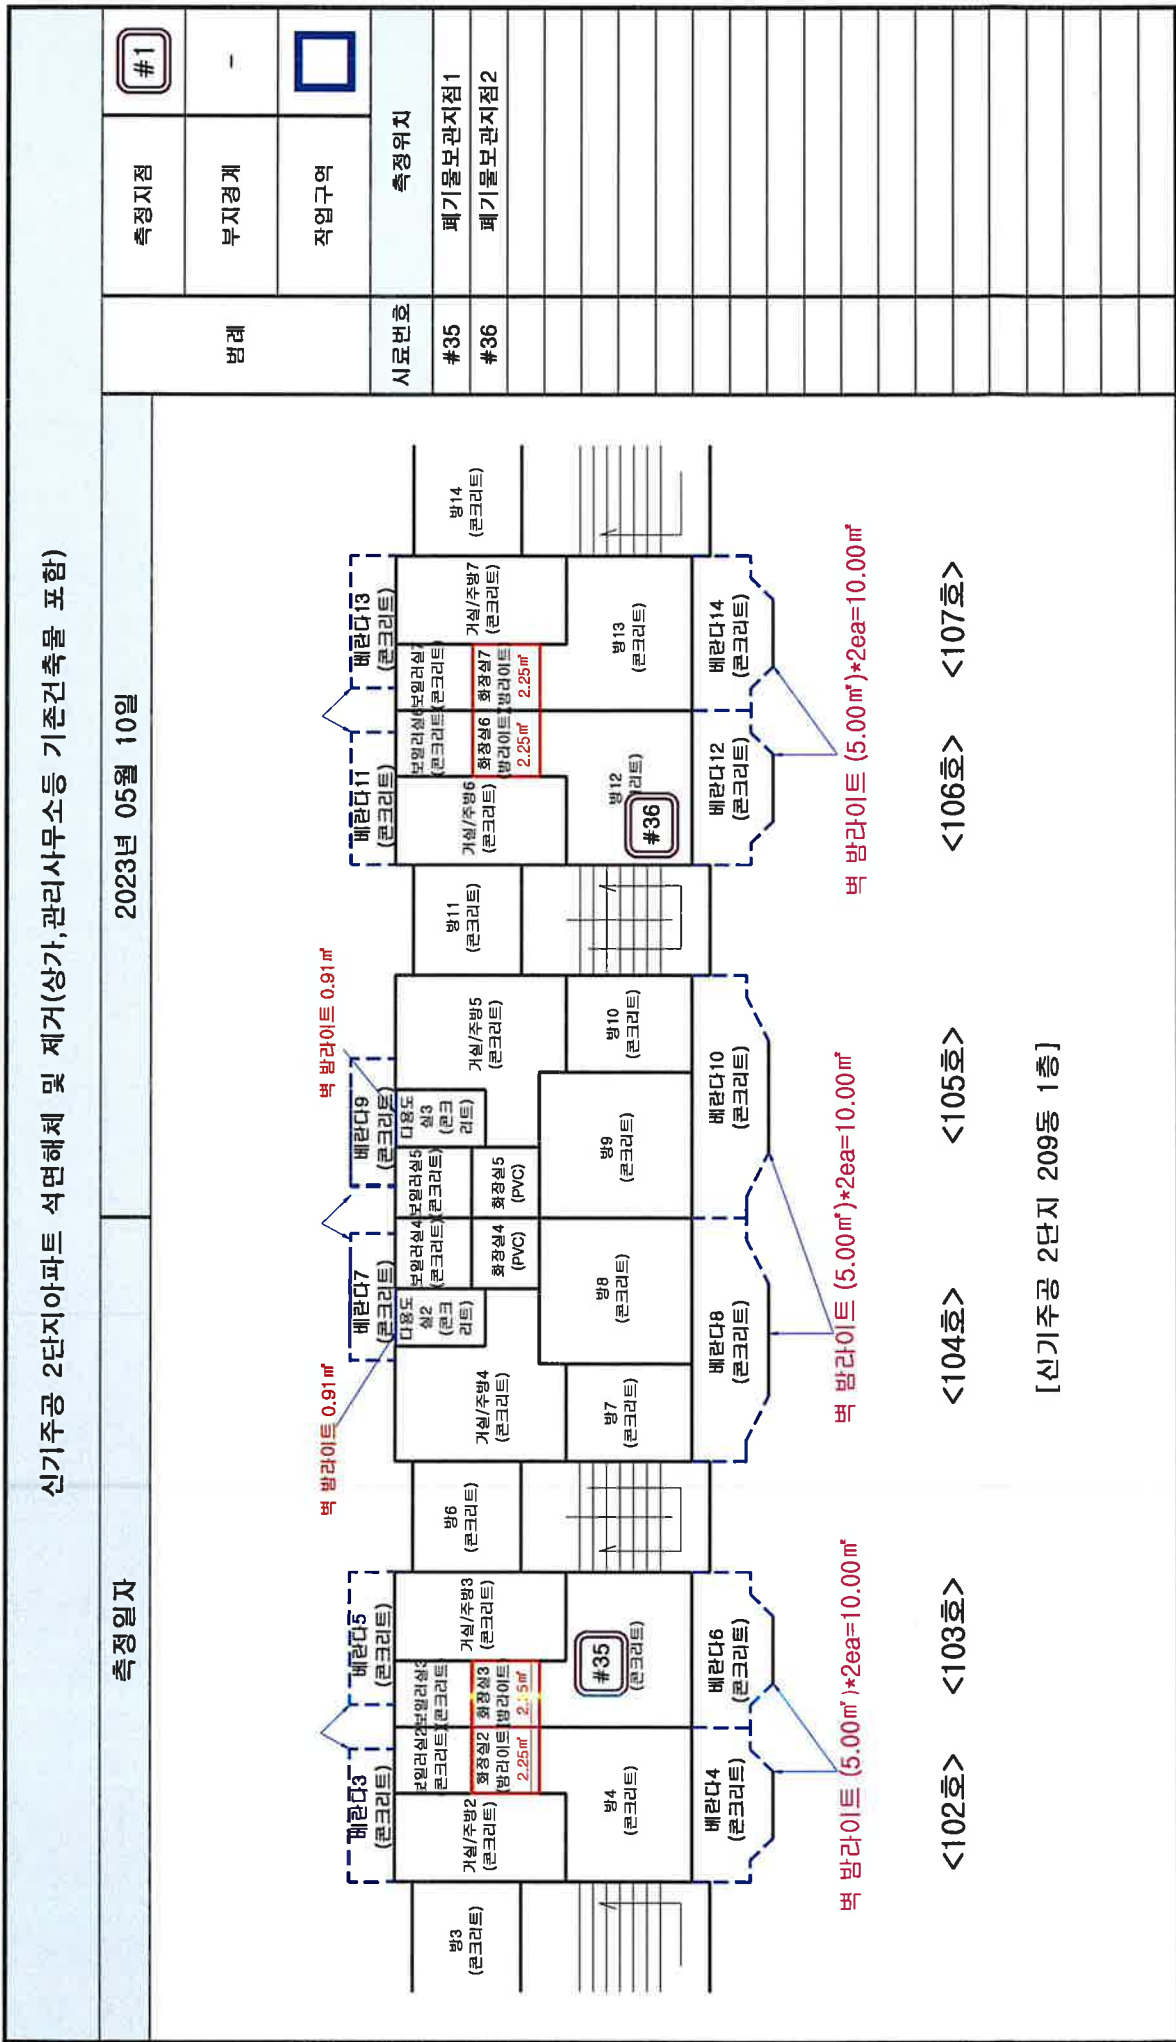 신기주공 2단지아파트 석면해체 및 제거(상가,관리사무소등 기존건축물 포함)
측정일자
2023년 05월 10일
범례
측정지점
#1
부지경계
-
작업구역
시료번호
측정위치
#35
폐기물보관지점1
#36
폐기물보관지점2
벽 밤라이트 0.91㎡
벽 밤라이트 0.91㎡
베란다3
(콘크리트)
베란다5
(콘크리트)
베란다7
(콘크리트)
베란다9
(콘크리트)
베란다11
(콘크리트)
베란다13
(콘크리트)
방3
(콘크리트)
거실/주방2
(콘크리트)
보일러실2
콘크리트)
보일러실3
(콘크리트)
화장실2
(밤라이트)
2.25㎡
화장실3
(밤라이트)
거실/주방3
(콘크리트)
방6
(콘크리트)
거실/주방4
(콘크리트)
다용도
실2
(콘크
리트)
보일러실4
(콘크리트)
보일러실5
(콘크리트)
화장실4
(PVC)
화장실5
(PVC)
다용도
실3
(콘크
리트)
거실/주방5
(콘크리트)
방11
(콘크리트)
거실/주방6
(콘크리트)
보일러실6
(콘크리트)
보일러실7
(콘크리트)
화장실6
(밤라이트)
2.25㎡
화장실7
(밤라이트)
2.25㎡
거실/주방7
(콘크리트)
방14
(콘크리트)
방4
(콘크리트)
#35
(콘크리트)
방7
(콘크리트)
방8
(콘크리트)
방9
(콘크리트)
방10
(콘크리트)
방12
리트)
#36
방13
(콘크리트)
베란다4
(콘크리트)
베란다6
(콘크리트)
베란다8
(콘크리트)
베란다10
(콘크리트)
베란다12
(콘크리트)
베란다14
(콘크리트)
벽 밤라이트 (5.00㎡)*2ea=10.00㎡
벽 밤라이트 (5.00㎡)*2ea=10.00㎡
벽 밤라이트 (5.00㎡)*2ea=10.00㎡
<102호>
<103호>
<104호>
<105호>
<106호>
<107호>
[신기주공 2단지 209동 1층]